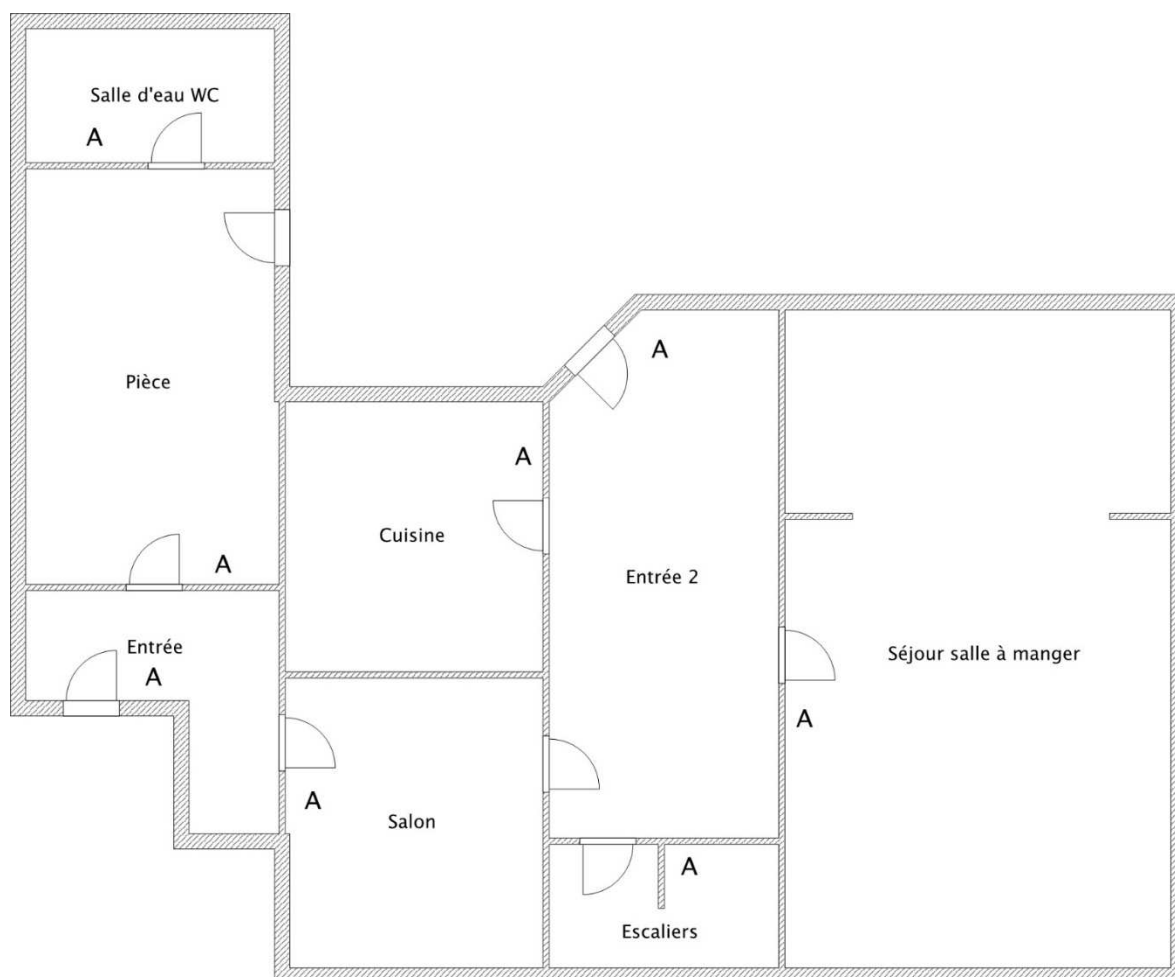 Salle d'eau WC
A
Pièce
A
A
Cuisine
A
Entrée 2
Entrée
A
Séjour salle à manger
A
A
Salon
A
Escaliers